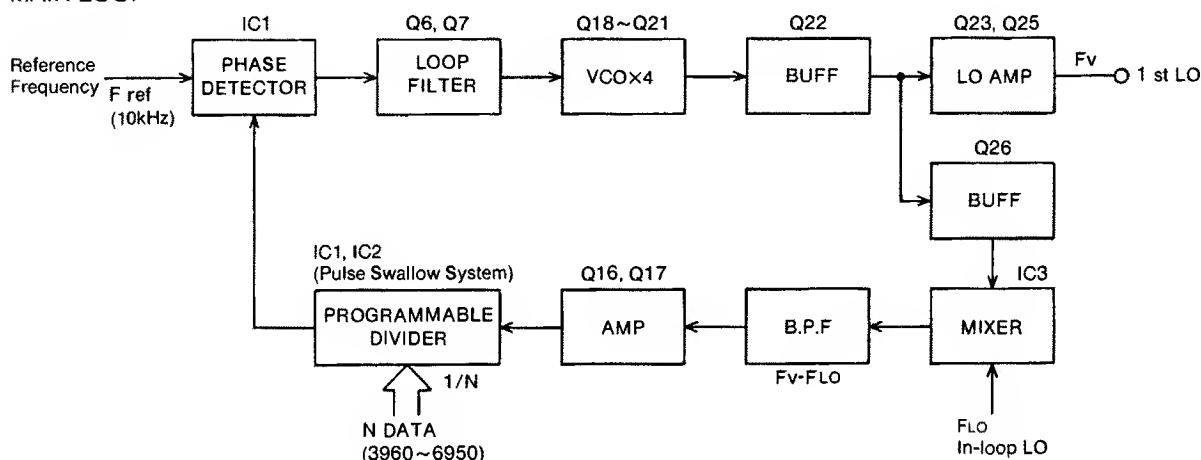 MAIN LOOP
IC1
Q6, Q7
Q18~Q21
Q22
Q23, Q25
Reference
Frequency
F ref
(10kHz)
PHASE
DETECTOR
LOOP
FILTER
VCO×4
BUFF
LO AMP
Fv
1 st LO
Q26
BUFF
IC1, IC2
(Pulse Swallow System)
Q16, Q17
IC3
PROGRAMMABLE
DIVIDER
AMP
B.P.F
MIXER
1/N
Fv-FLO
N DATA
(3960~6950)
FLO
In-loop LO